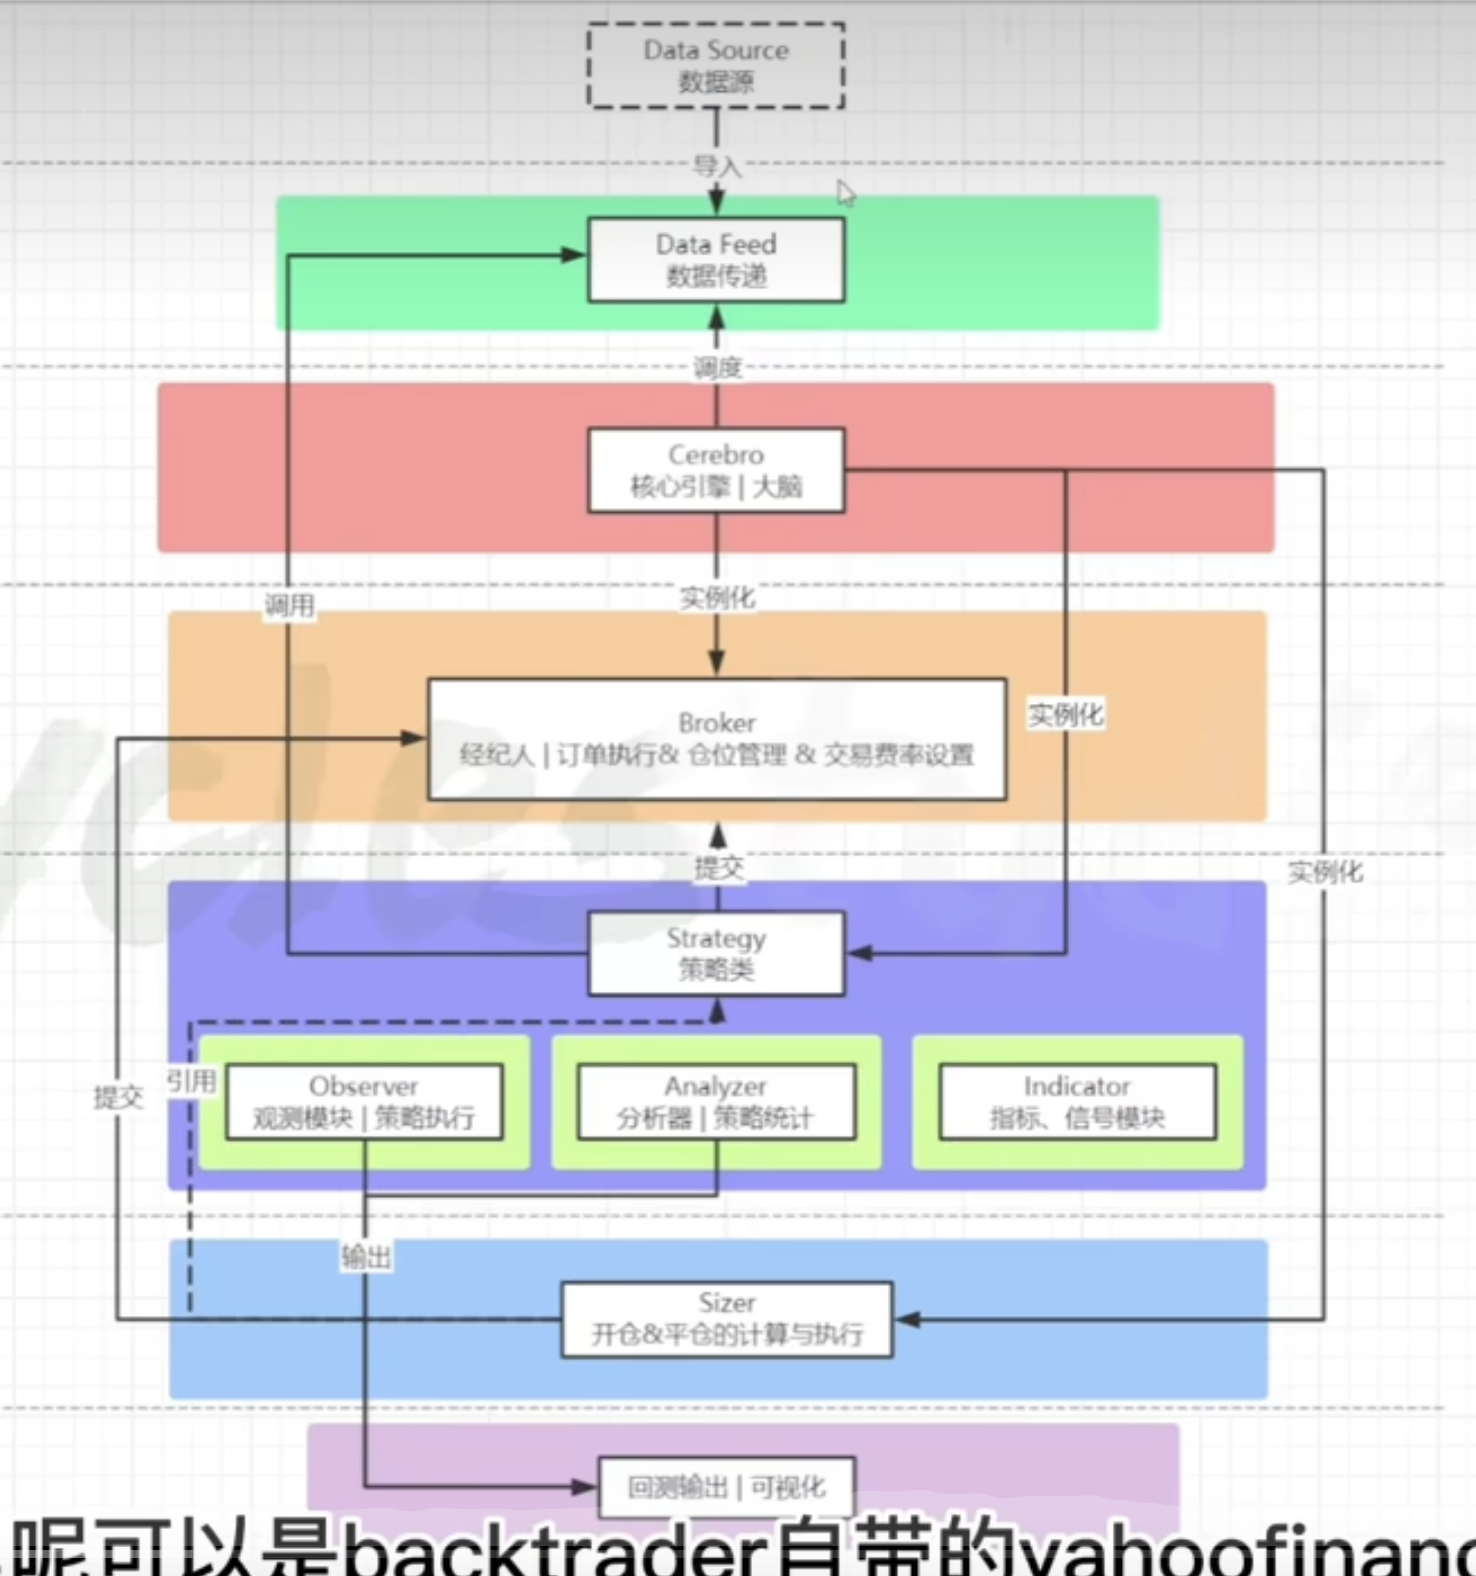 Data Source
数据源
导入
Data Feed
数据传递
调度
Cerebro
核心引擎 | 大脑
调用
实例化
Broker
经纪人 | 订单执行& 仓位管理 & 交易费率设置
实例化
提交
实例化
Strategy
策略类
引用
提交
Observer
观测模块 | 策略执行
Analyzer
分析器 | 策略统计
Indicator
指标、信号模块
输出
Sizer
开仓&平仓的计算与执行
回测输出 | 可视化
呢可以是backtrader自带的yahoofinanc